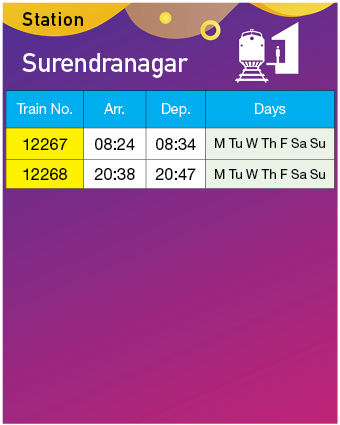 Station
Surendranagar
Train No. Arr. Dep. Days
12267 08:24 08:34 M Tu W Th F Sa Su
12268 20:38 20:47 M Tu W Th F Sa Su